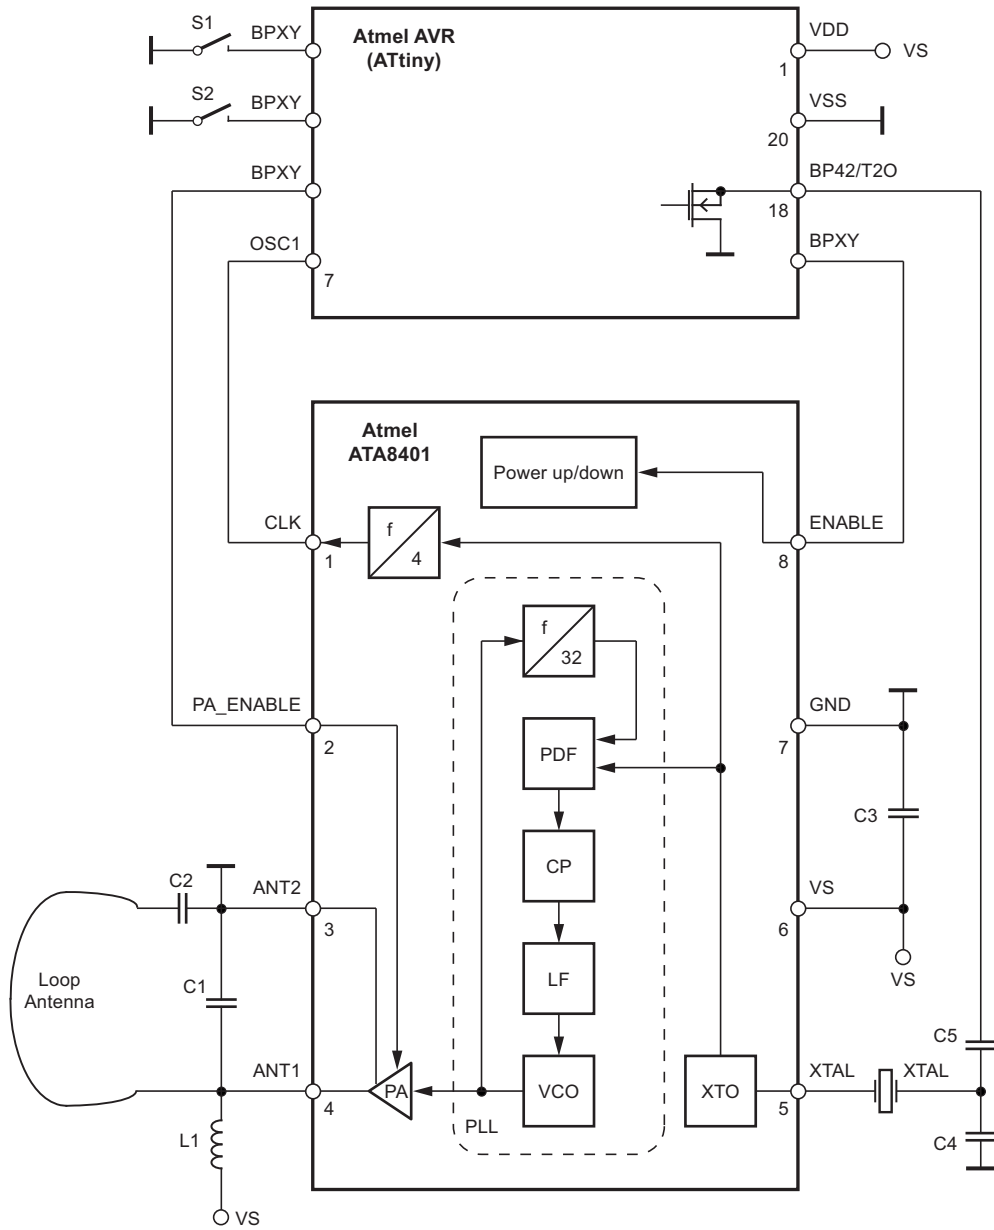 S1
BPXY
Atmel AVR
(ATtiny)
VDD
1
VS
S2
BPXY
VSS
20
BPXY
BP42/T2O
18
OSC1
7
BPXY
Atmel
ATA8401
Power up/down
CLK
1
f
4
ENABLE
8
f
32
PA_ENABLE
2
GND
7
PDF
C3
CP
C2
ANT2
3
VS
6
VS
Loop
Antenna
C1
LF
C5
ANT1
4
PA
VCO
XTO
XTAL
5
XTAL
PLL
L1
C4
VS